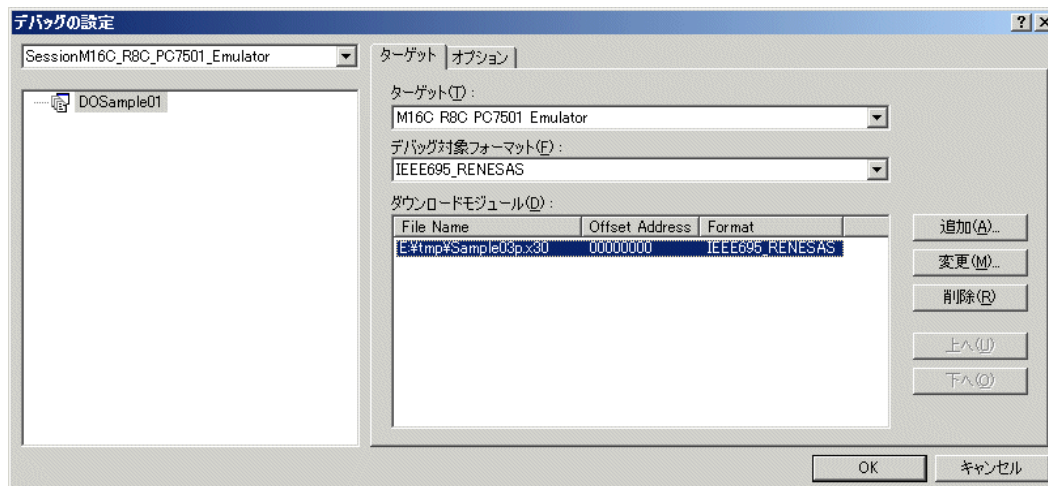 デバッグの設定
SessionM16C_R8C_PC7501_Emulator
DOSample01
ターゲット オプション
ターゲット(T) :
M16C R8C PC7501 Emulator
デバッグ対象フォーマット(F) :
IEEE695_RENESAS
ダウンロードモジュール(D) :
File Name Offset Address Format
E:¥tmp¥Sample03p.x30 00000000 IEEE695_RENESAS
追加(A)...
変更(M)...
削除(R)
上へ(U)
下へ(O)
OK キャンセル